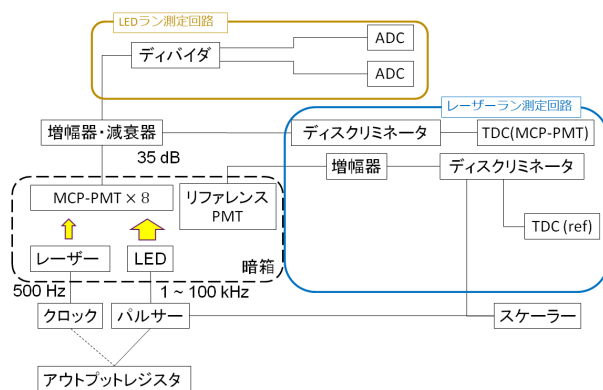 LEDラン測定回路
ADC
ディバイダ
ADC
レーザーラン測定回路
増幅器・減衰器
ディスクリミネータ
TDC(MCP-PMT)
35 dB
増幅器
ディスクリミネータ
MCP-PMT × 8
リファレンス
PMT
TDC (ref)
レーザー
LED
暗箱
500 Hz
1 ~ 100 kHz
クロック
パルサー
スケーラー
アウトプットレジスタ